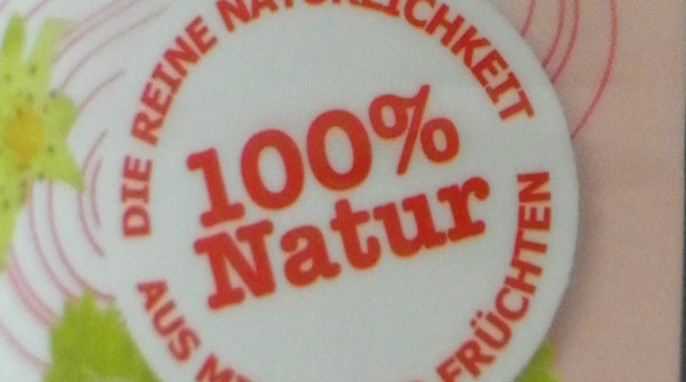 DIE REINE NATÜRLICHKEIT
100%
Natur
AUS
FRÜCHTEN